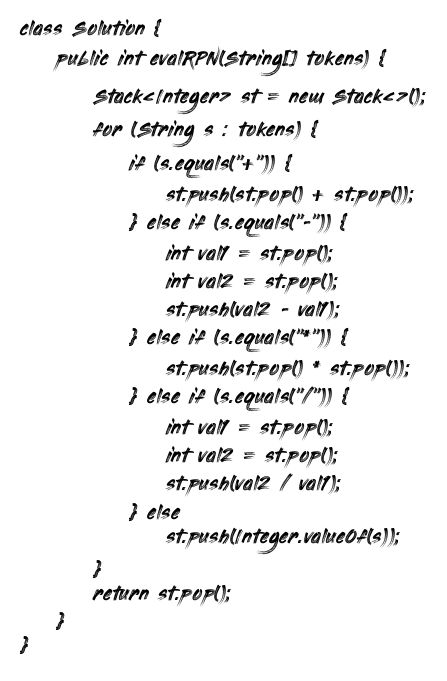 class Solution {
    public int evalRPN(String[] tokens) {
        Stack<Integer> st = new Stack<>();
        for (String s : tokens) {
            if (s.equals("+")) {
                st.push(st.pop() + st.pop());
            } else if (s.equals("-")) {
                int val1 = st.pop();
                int val2 = st.pop();
                st.push(val2 - val1);
            } else if (s.equals("*")) {
                st.push(st.pop() * st.pop());
            } else if (s.equals("/")) {
                int val1 = st.pop();
                int val2 = st.pop();
                st.push(val2 / val1);
            } else
                st.push(Integer.valueOf(s));
        }
        return st.pop();
    }
}